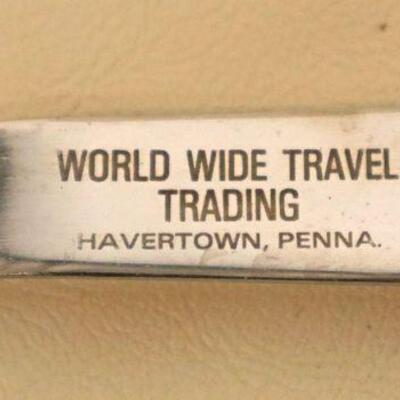 WORLD WIDE TRAVEL
TRADING
HAVERTOWN, PENNA.